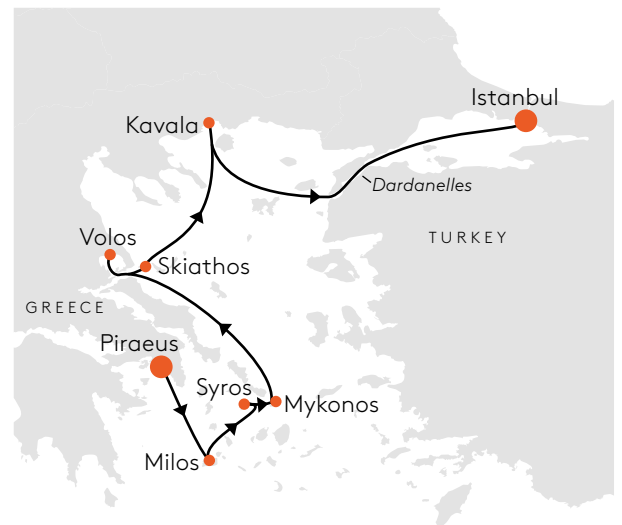 Istanbul
Kavala
Dardanelles
Volos
TURKEY
Skiathos
GREECE
Piraeus
Syros
Mykonos
Milos